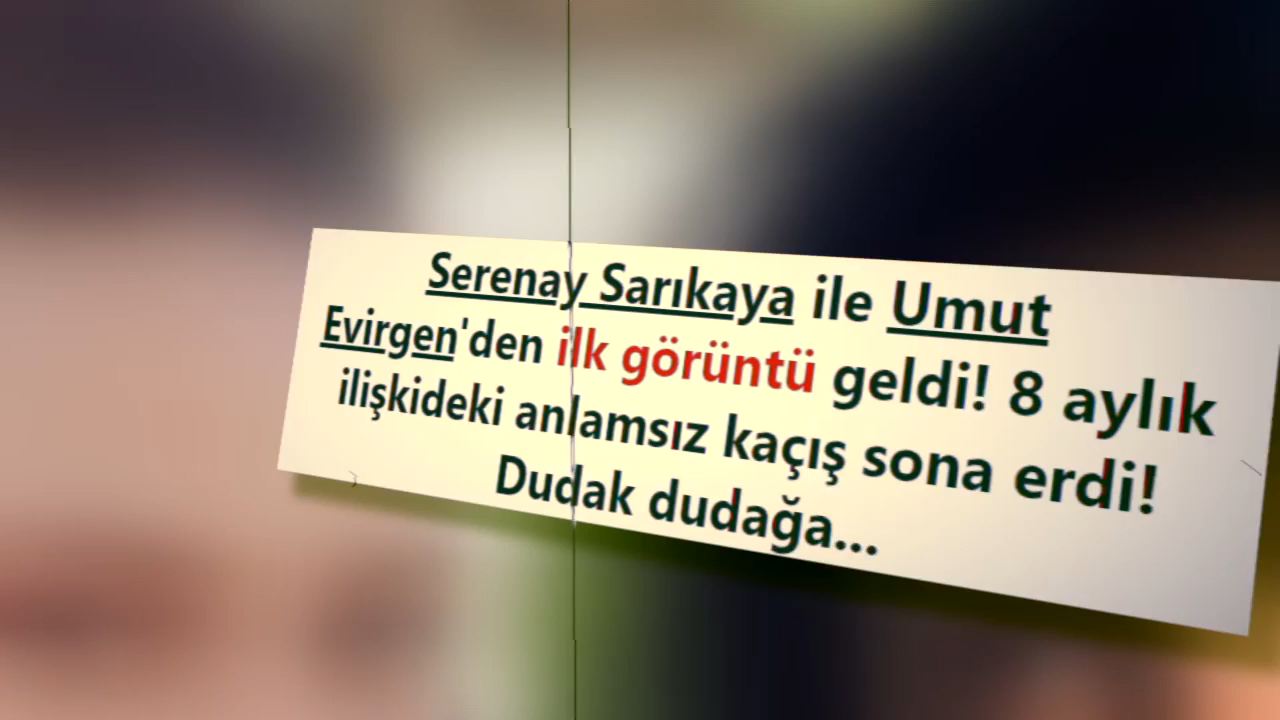 Serenay Sarıkaya ile Umut
Evirgen'den ilk görüntü geldi! 8 aylık
ilişkideki anlamsız kaçış sona erdi!
Dudak dudağa...